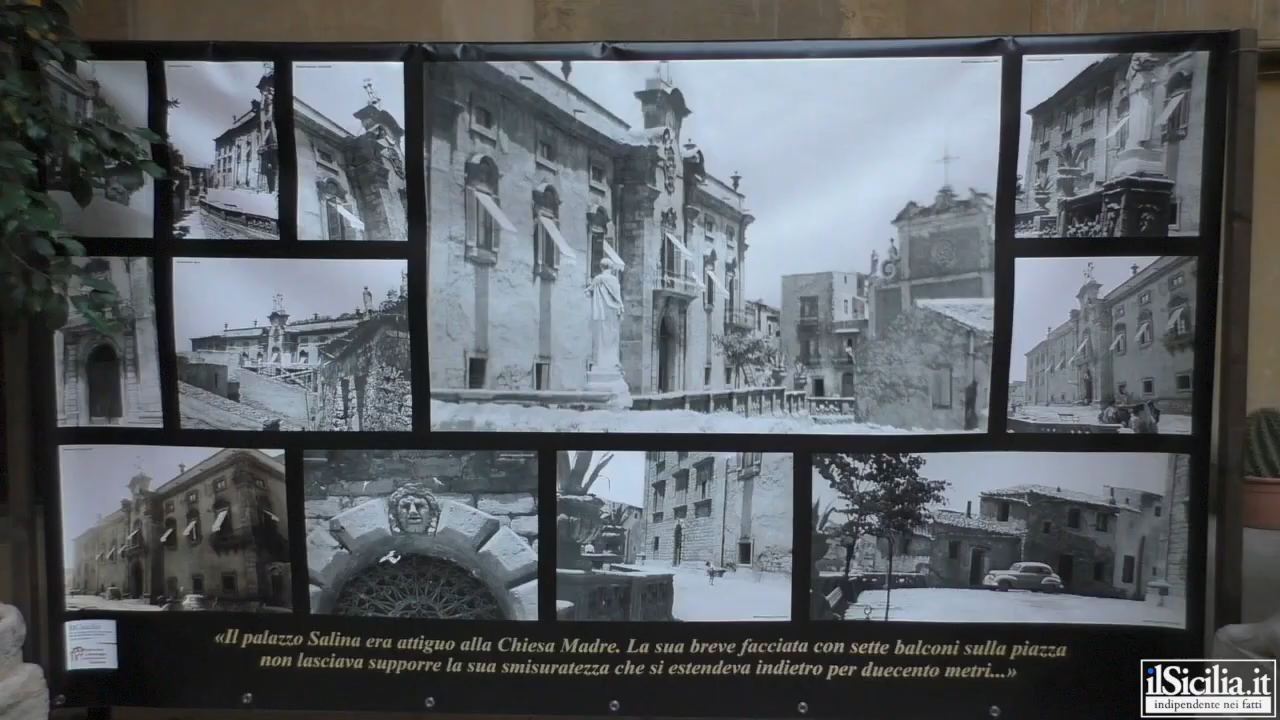 «Il palazzo Salina era attiguo alla Chiesa Madre. La sua breve facciata con sette balconi sulla piazza
non lasciava supporre la sua smisuratezza che si estendeva indietro per duecento metri...»
ilSicilia.it
indipendente nei fatti